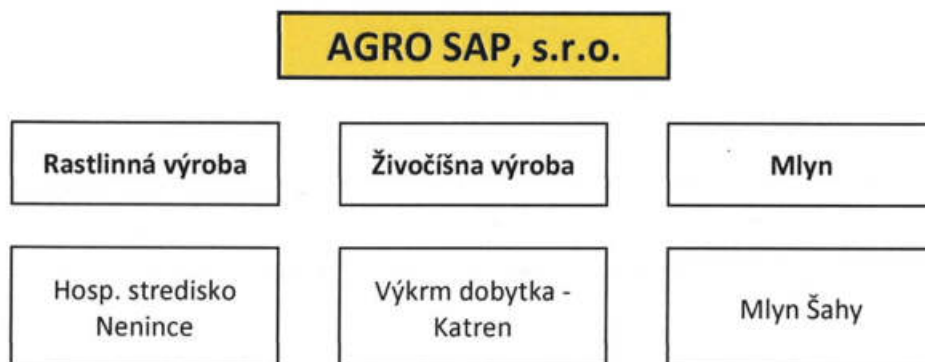 AGRO SAP, s.r.o.
Rastlinná výroba
Živočíšna výroba
Mlyn
Hosp. stredisko
Nenince
Výkrm dobytka -
Katren
Mlyn Šahy